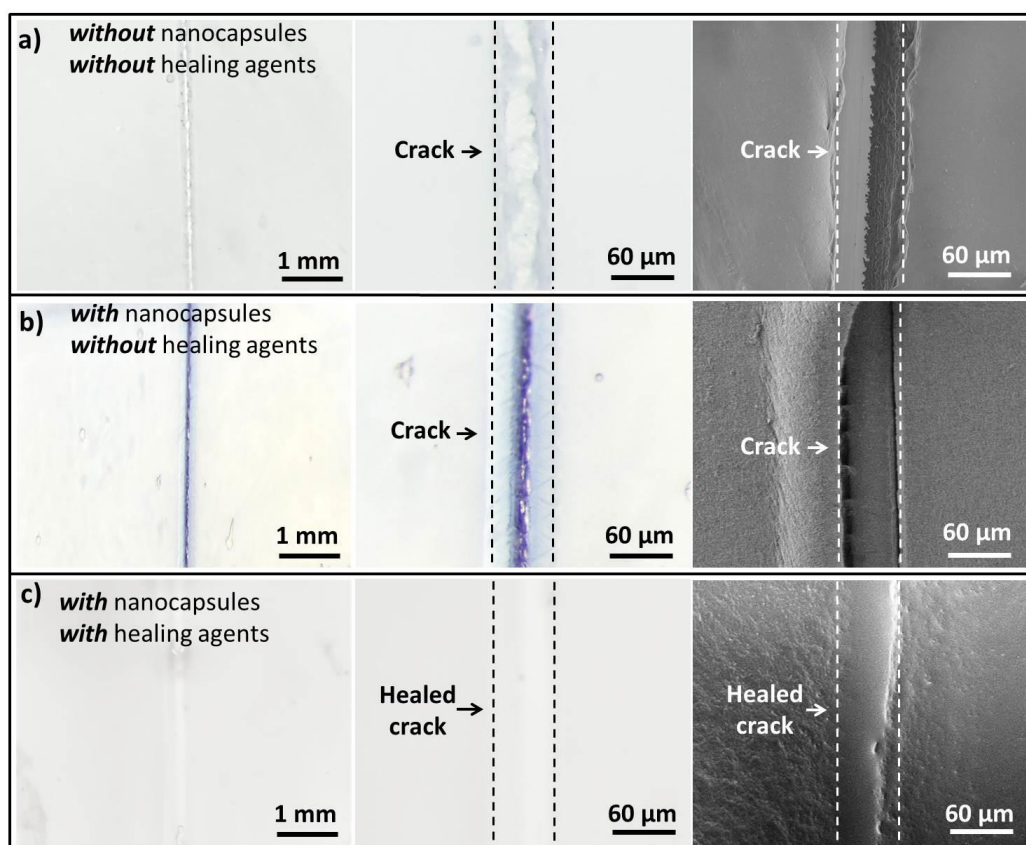 a) without nanocapsules
without healing agents
1 mm
Crack →
60 µm
Crack →
60 µm
b) with nanocapsules
without healing agents
1 mm
Crack →
60 µm
Crack →
60 µm
c) with nanocapsules
with healing agents
1 mm
Healed
crack →
60 µm
Healed
crack →
60 µm